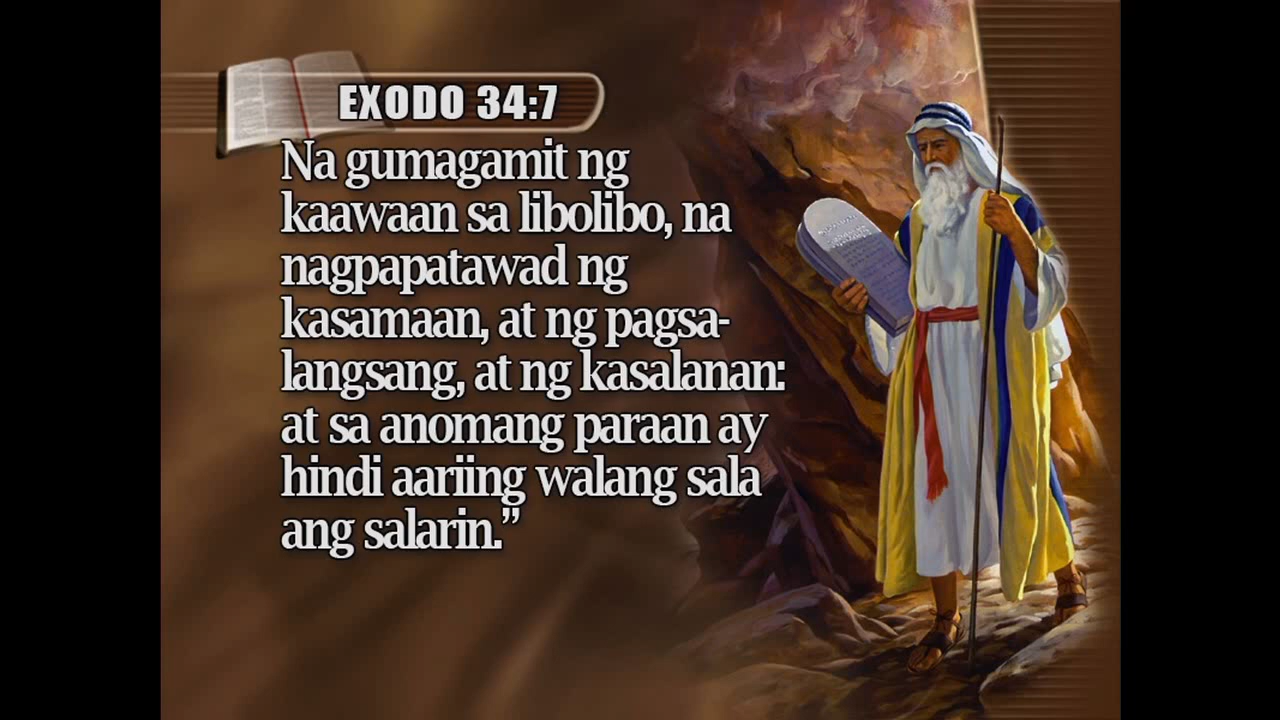 EXODO 34:7
Na gumagamit ng
kaawaan sa libolibo, na
nagpapatawad ng
kasamaan, at ng pagsa-
langsang, at ng kasalanan:
at sa anomang paraan ay
hindi aariing walang sala
ang salarin.”